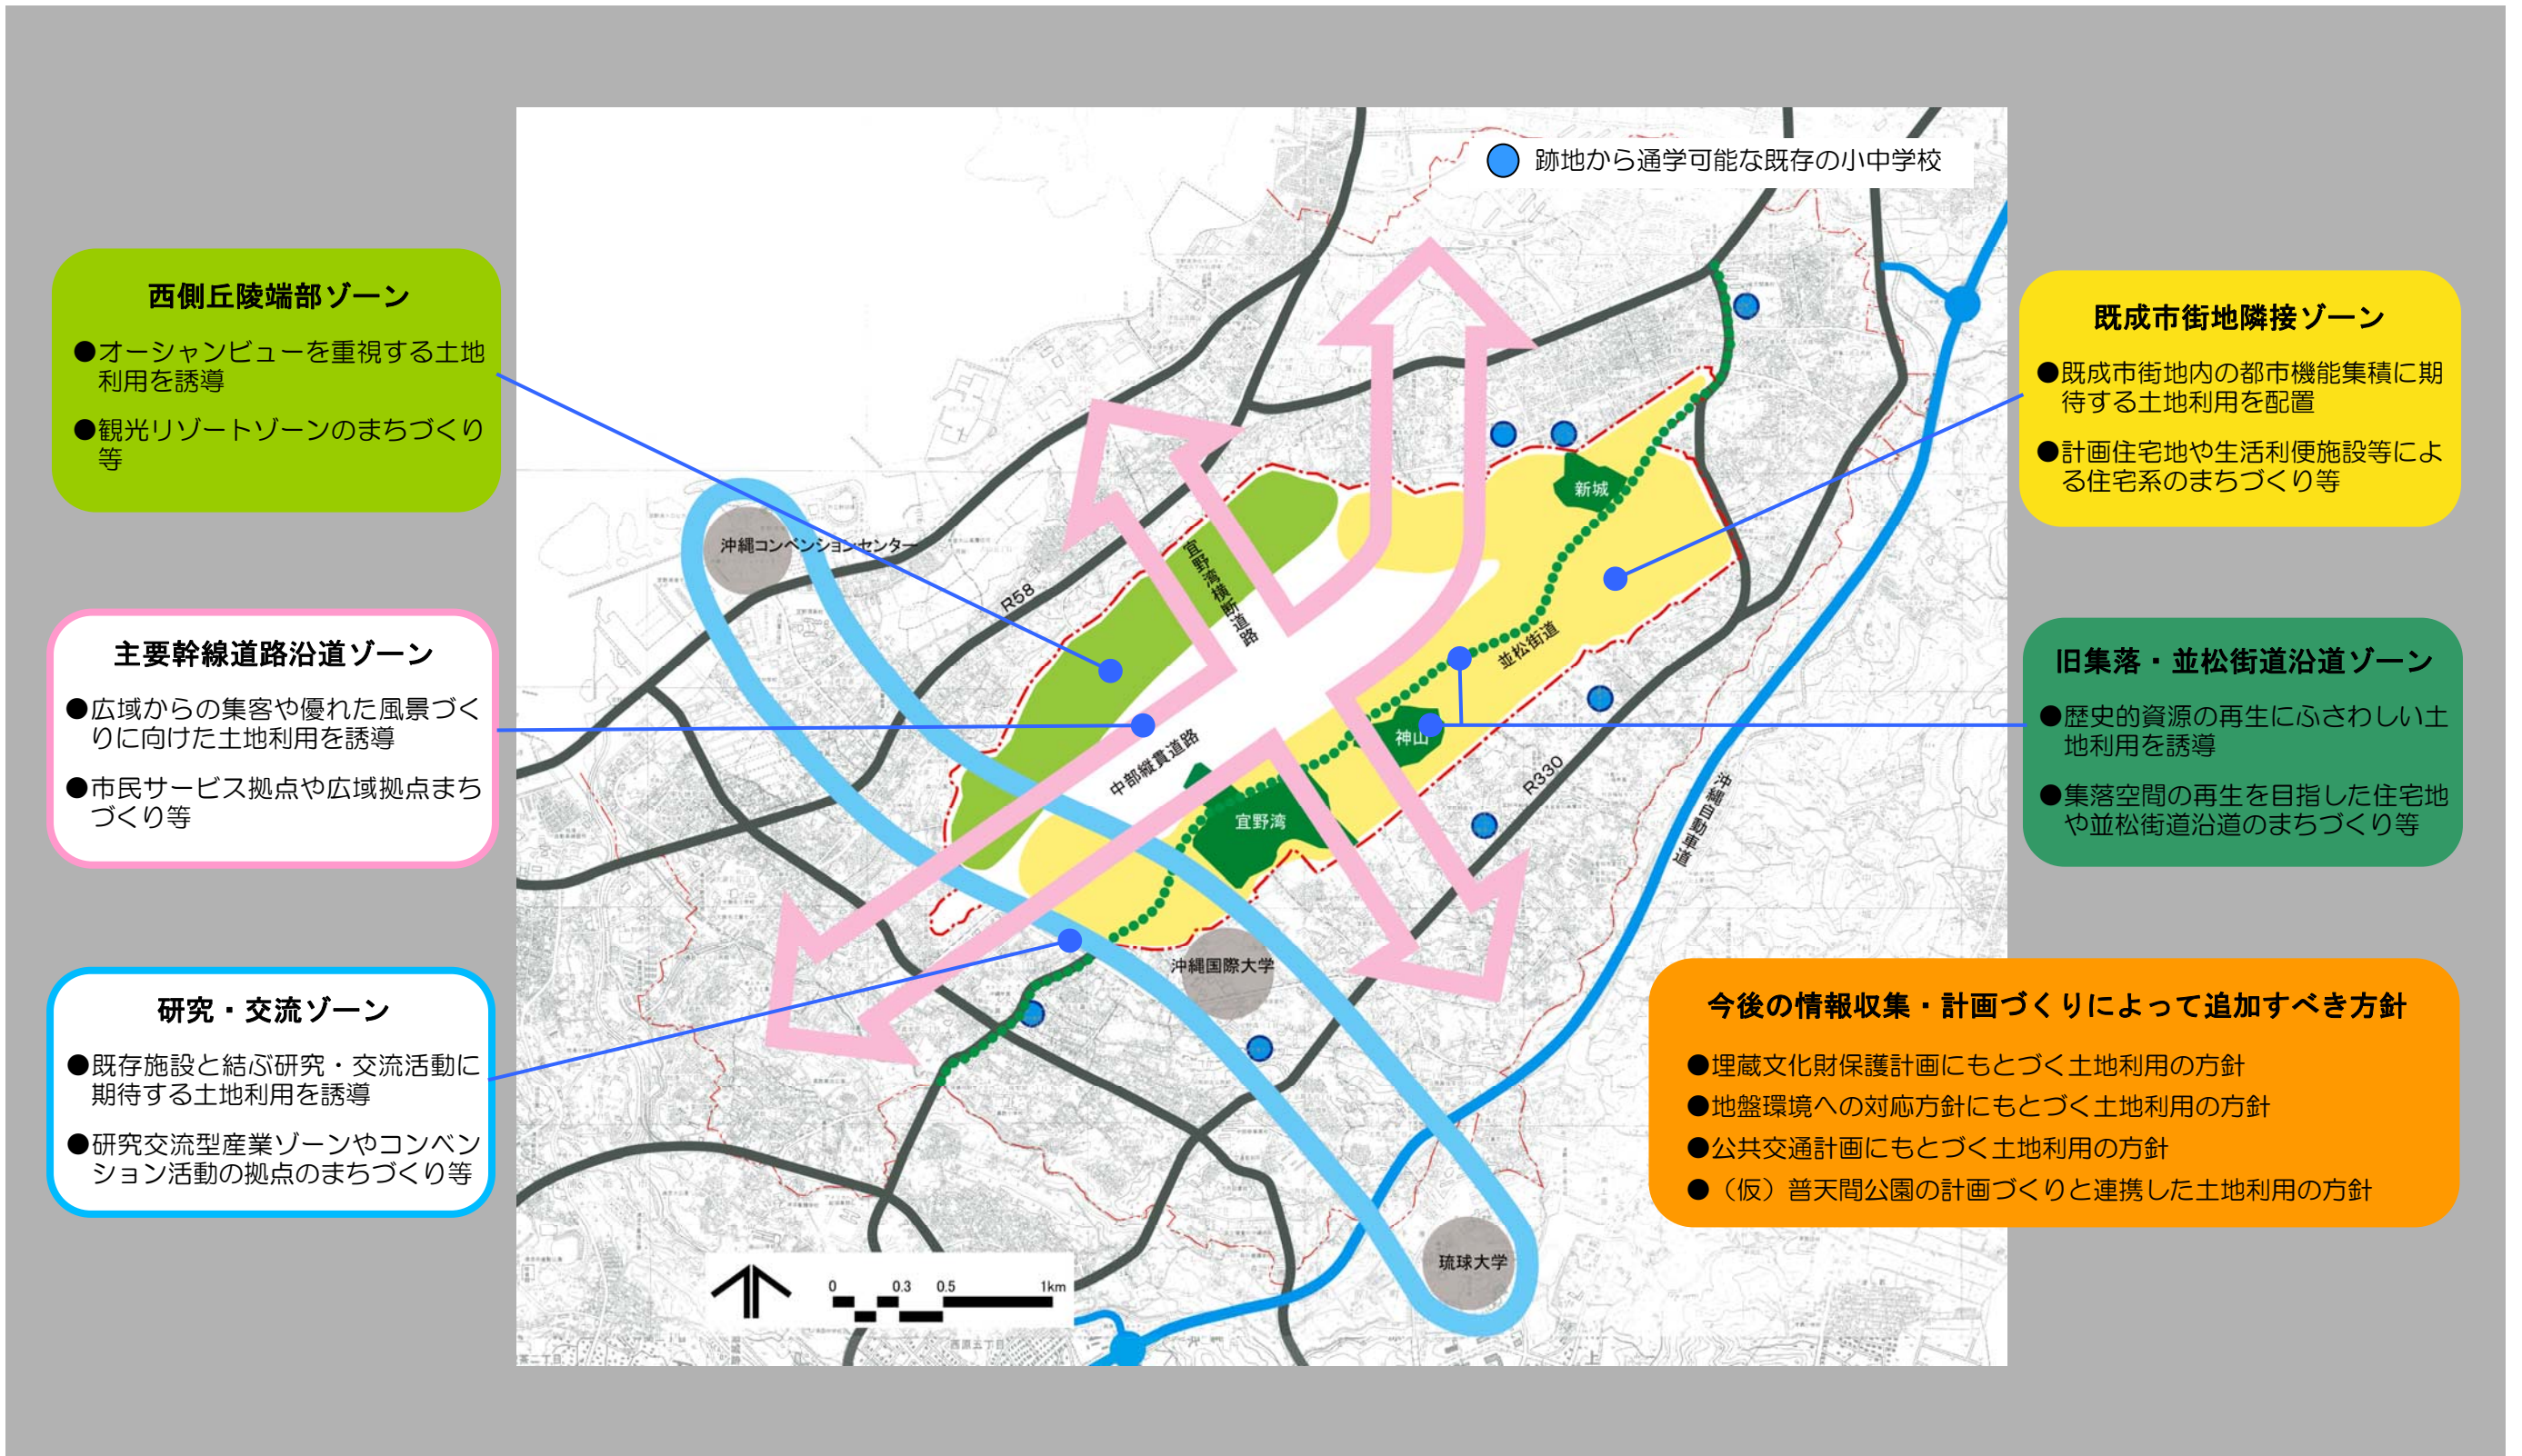 跡地から通学可能な既存の小中学校
西側丘陵端部ゾーン
●オーシャンビューを重視する土地
利用を誘導
●観光リゾートゾーンのまちづくり
等
主要幹線道路沿道ゾーン
●広域からの集客や優れた風景づく
りに向けた土地利用を誘導
●市民サービス拠点や広域拠点まち
づくり等
研究・交流ゾーン
●既存施設と結ぶ研究・交流活動に
期待する土地利用を誘導
●研究交流型産業ゾーンやコンベン
ション活動の拠点のまちづくり等
沖縄コンベンションセンター
R58
宜野湾横断道路
中部縦貫道路
新城
並松街道
神山
宜野湾
R330
沖縄自動車道
沖縄国際大学
琉球大学
0 0.3 0.5 1km
西原五丁目
既成市街地隣接ゾーン
●既成市街地内の都市機能集積に期
待する土地利用を配置
●計画住宅地や生活利便施設等によ
る住宅系のまちづくり等
旧集落・並松街道沿道ゾーン
●歴史的資源の再生にふさわしい土
地利用を誘導
●集落空間の再生を目指した住宅地
や並松街道沿道のまちづくり等
今後の情報収集・計画づくりによって追加すべき方針
●埋蔵文化財保護計画にもとづく土地利用の方針
●地盤環境への対応方針にもとづく土地利用の方針
●公共交通計画にもとづく土地利用の方針
●（仮）普天間公園の計画づくりと連携した土地利用の方針